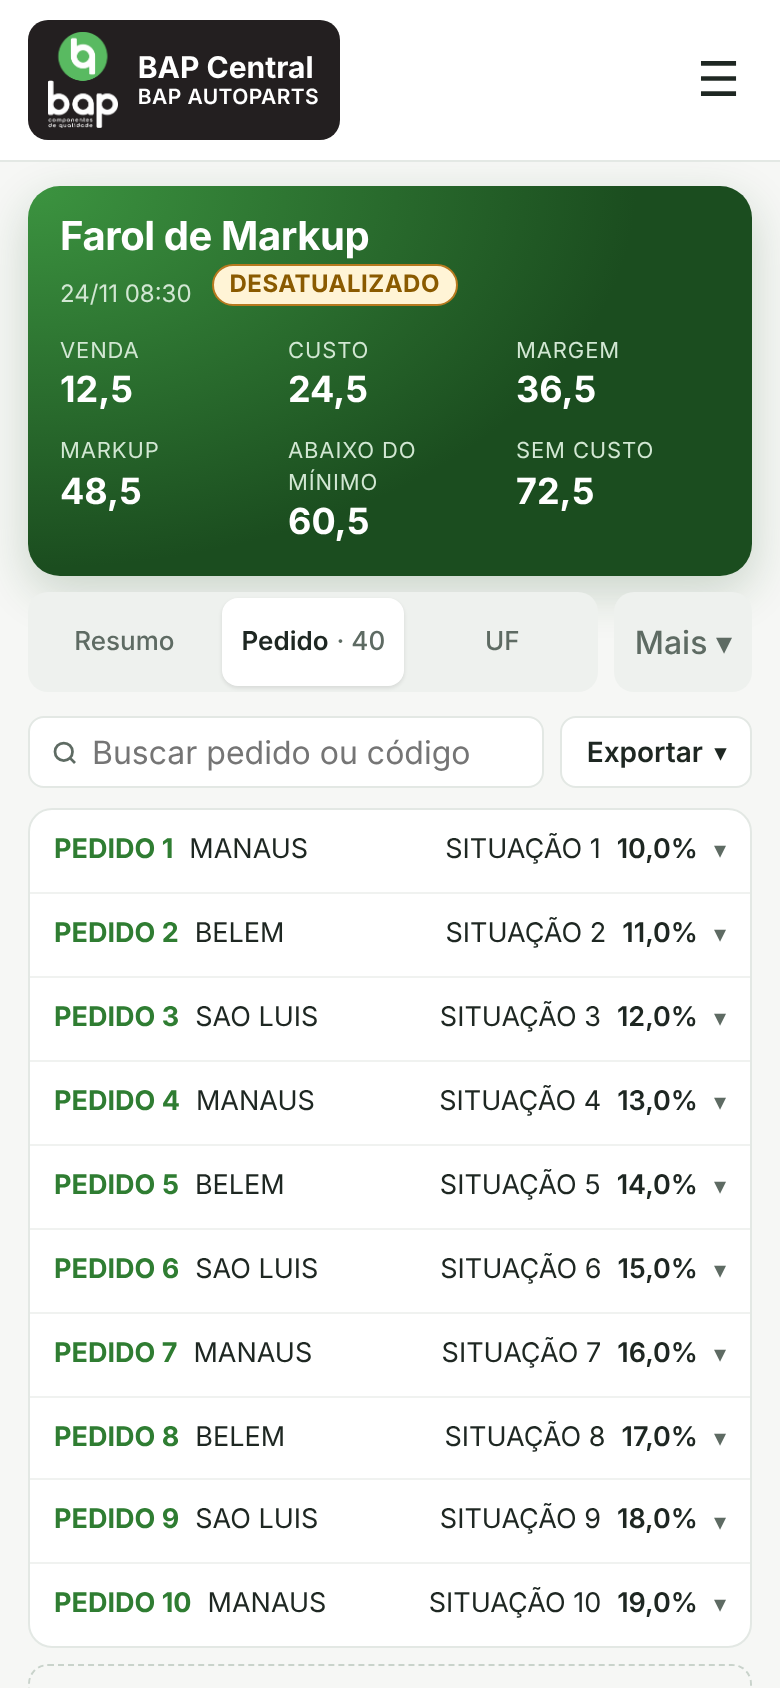 bap
componentes
de qualidade
BAP Central
BAP AUTOPARTS
Farol de Markup
24/11 08:30 DESATUALIZADO
VENDA CUSTO MARGEM
12,5 24,5 36,5
MARKUP ABAIXO DO MÍNIMO SEM CUSTO
48,5 60,5 72,5
Resumo Pedido · 40 UF Mais ▾
Buscar pedido ou código Exportar ▾
PEDIDO 1 MANAUS SITUAÇÃO 1 10,0% ▾
PEDIDO 2 BELEM SITUAÇÃO 2 11,0% ▾
PEDIDO 3 SAO LUIS SITUAÇÃO 3 12,0% ▾
PEDIDO 4 MANAUS SITUAÇÃO 4 13,0% ▾
PEDIDO 5 BELEM SITUAÇÃO 5 14,0% ▾
PEDIDO 6 SAO LUIS SITUAÇÃO 6 15,0% ▾
PEDIDO 7 MANAUS SITUAÇÃO 7 16,0% ▾
PEDIDO 8 BELEM SITUAÇÃO 8 17,0% ▾
PEDIDO 9 SAO LUIS SITUAÇÃO 9 18,0% ▾
PEDIDO 10 MANAUS SITUAÇÃO 10 19,0% ▾